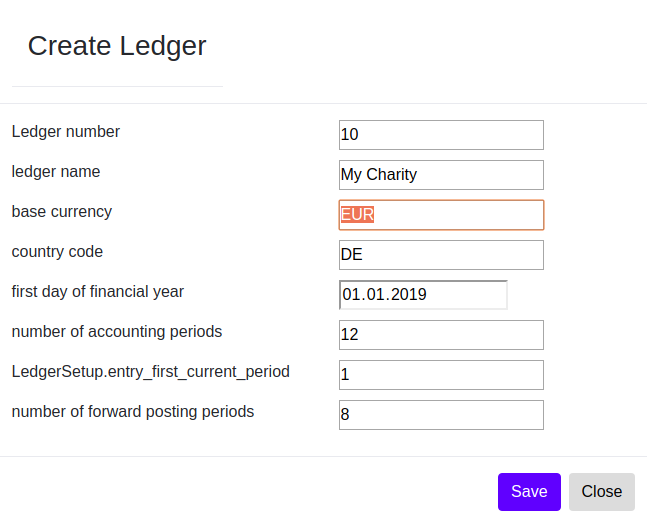 Create Ledger
Ledger number 10
ledger name My Charity
base currency EUR
country code DE
first day of financial year 01.01.2019
number of accounting periods 12
LedgerSetup.entry_first_current_period 1
number of forward posting periods 8
Save Close